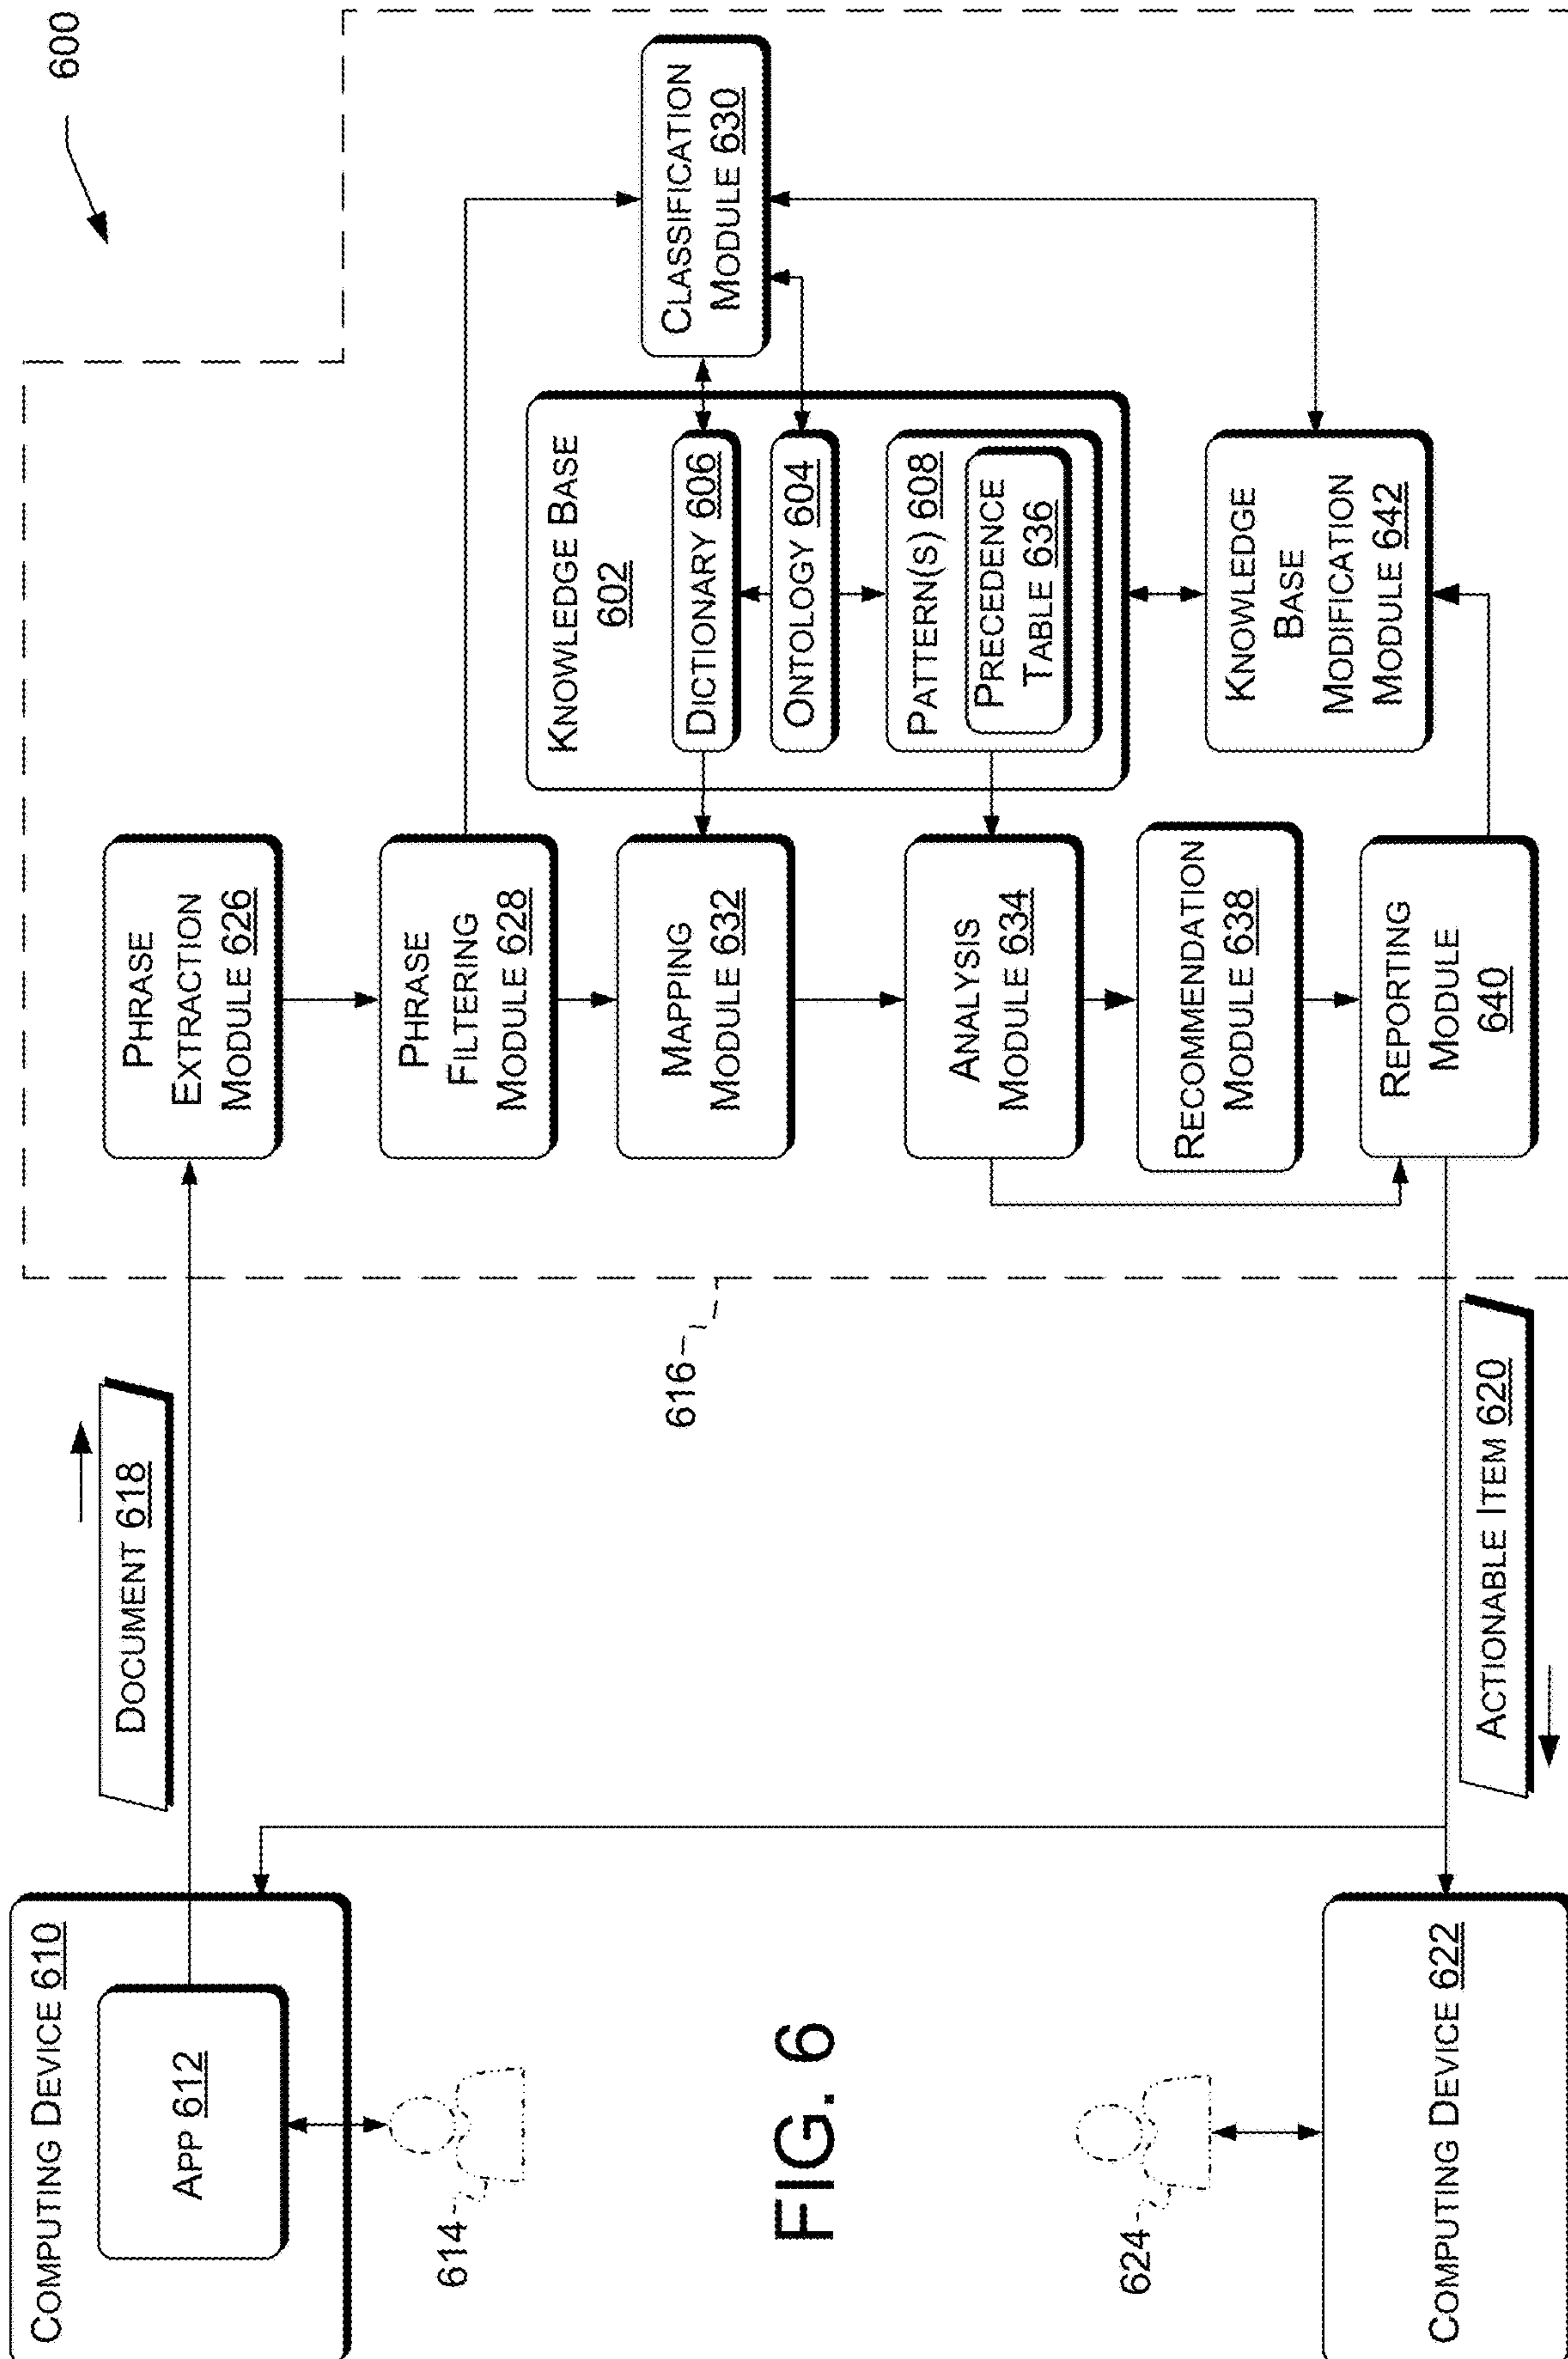 600
COMPUTING DEVICE 610
APP 612
614
DOCUMENT 618
PHRASE
EXTRACTION
MODULE 626
PHRASE
FILTERING
MODULE 628
CLASSIFICATION
MODULE 630
KNOWLEDGE BASE
602
DICTIONARY 606
ONTOLOGY 604
PATTERN(S) 608
PRECEDENCE
TABLE 636
MAPPING
MODULE 632
616
ANALYSIS
MODULE 634
RECOMMENDATION
MODULE 638
KNOWLEDGE
BASE
MODIFICATION
MODULE 642
REPORTING
MODULE
640
624
COMPUTING DEVICE 622
ACTIONABLE ITEM 620
FIG. 6